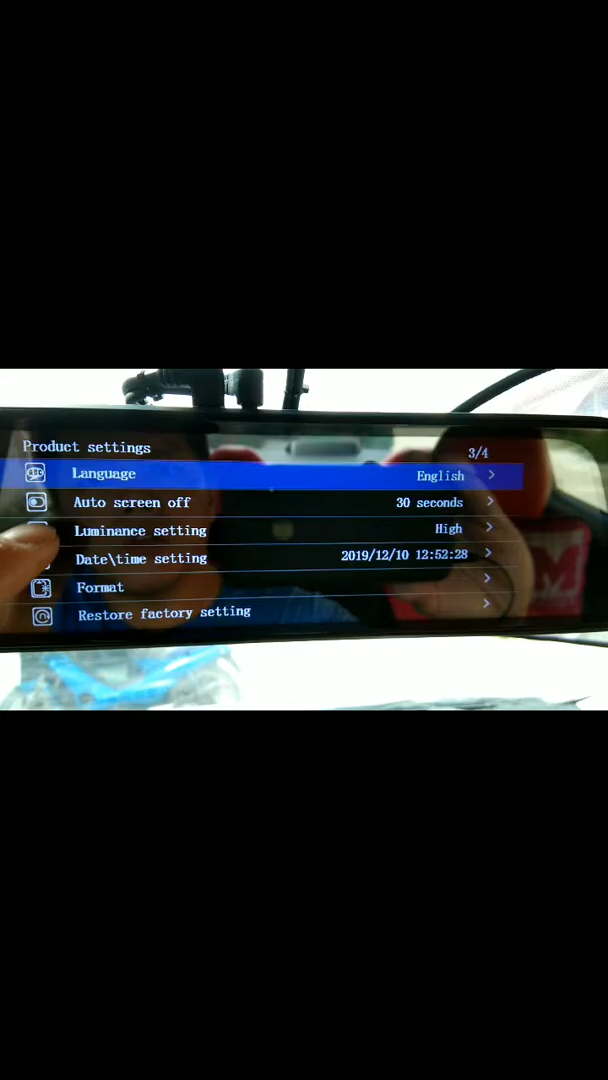 Product settings 3/4
Language English
Auto screen off 30 seconds
Luminance setting High
Date\time setting 2019/12/10 12:52:28
Format
Restore factory setting